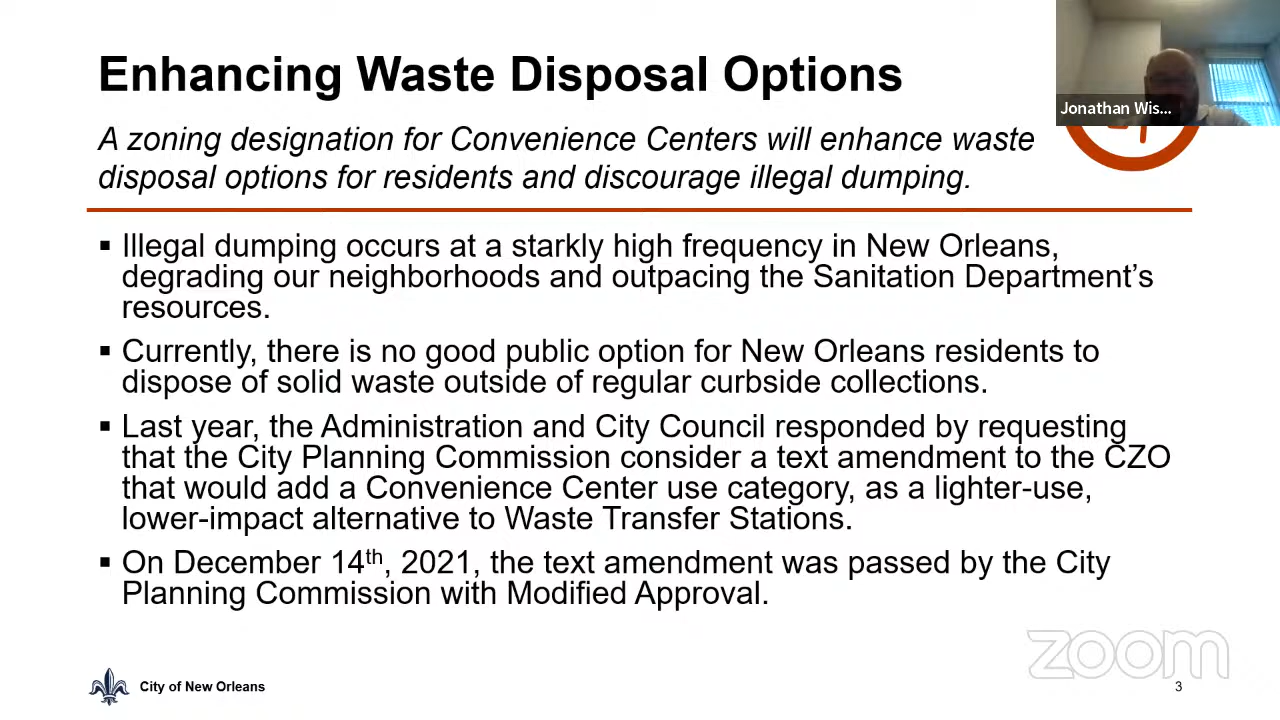 Enhancing Waste Disposal Options
Jonathan Wis...
A zoning designation for Convenience Centers will enhance waste
disposal options for residents and discourage illegal dumping.
▪ Illegal dumping occurs at a starkly high frequency in New Orleans,
degrading our neighborhoods and outpacing the Sanitation Department’s
resources.
▪ Currently, there is no good public option for New Orleans residents to
dispose of solid waste outside of regular curbside collections.
▪ Last year, the Administration and City Council responded by requesting
that the City Planning Commission consider a text amendment to the CZO
that would add a Convenience Center use category, as a lighter-use,
lower-impact alternative to Waste Transfer Stations.
▪ On December 14th, 2021, the text amendment was passed by the City
Planning Commission with Modified Approval.
zoom
City of New Orleans
3